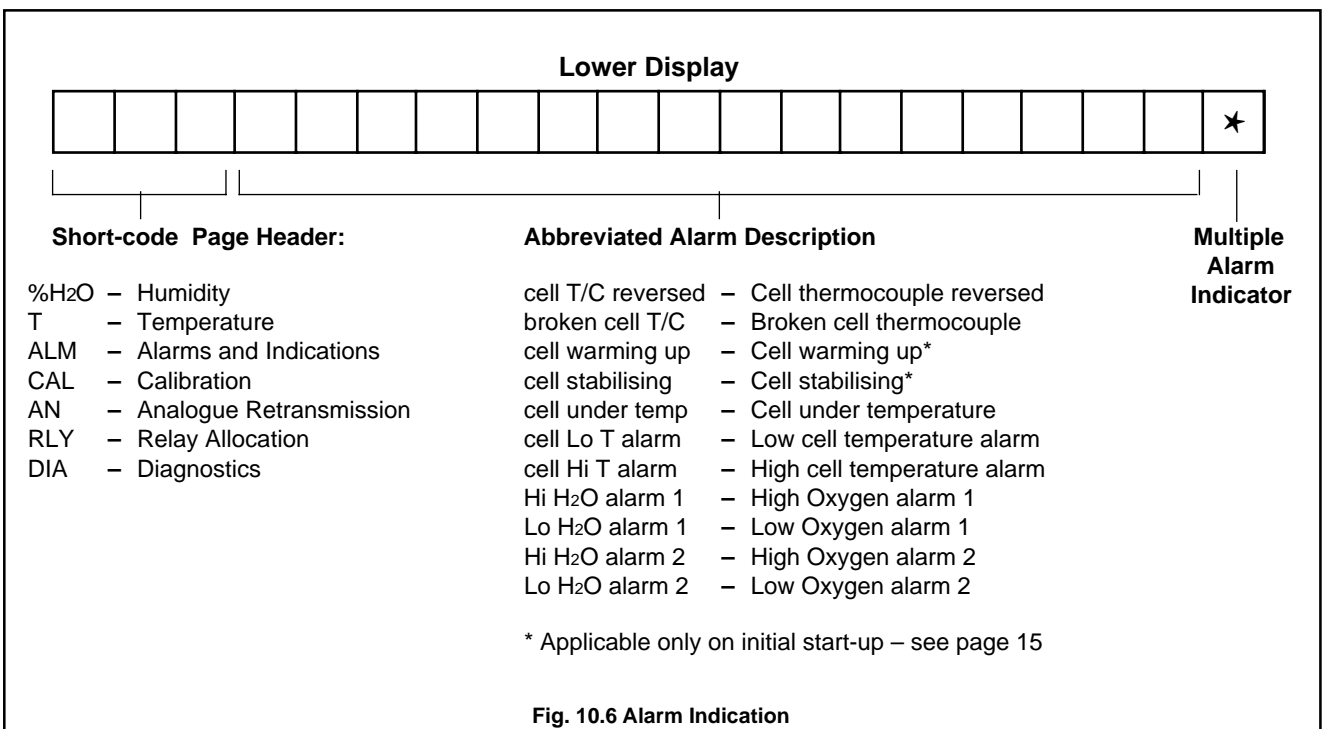 Lower Display
★
Short-code Page Header:
%H2O – Humidity
T – Temperature
ALM – Alarms and Indications
CAL – Calibration
AN – Analogue Retransmission
RLY – Relay Allocation
DIA – Diagnostics
Abbreviated Alarm Description
cell T/C reversed – Cell thermocouple reversed
broken cell T/C – Broken cell thermocouple
cell warming up – Cell warming up*
cell stabilising – Cell stabilising*
cell under temp – Cell under temperature
cell Lo T alarm – Low cell temperature alarm
cell Hi T alarm – High cell temperature alarm
Hi H2O alarm 1 – High Oxygen alarm 1
Lo H2O alarm 1 – Low Oxygen alarm 1
Hi H2O alarm 2 – High Oxygen alarm 2
Lo H2O alarm 2 – Low Oxygen alarm 2
* Applicable only on initial start-up – see page 15
Multiple
Alarm
Indicator
Fig. 10.6 Alarm Indication